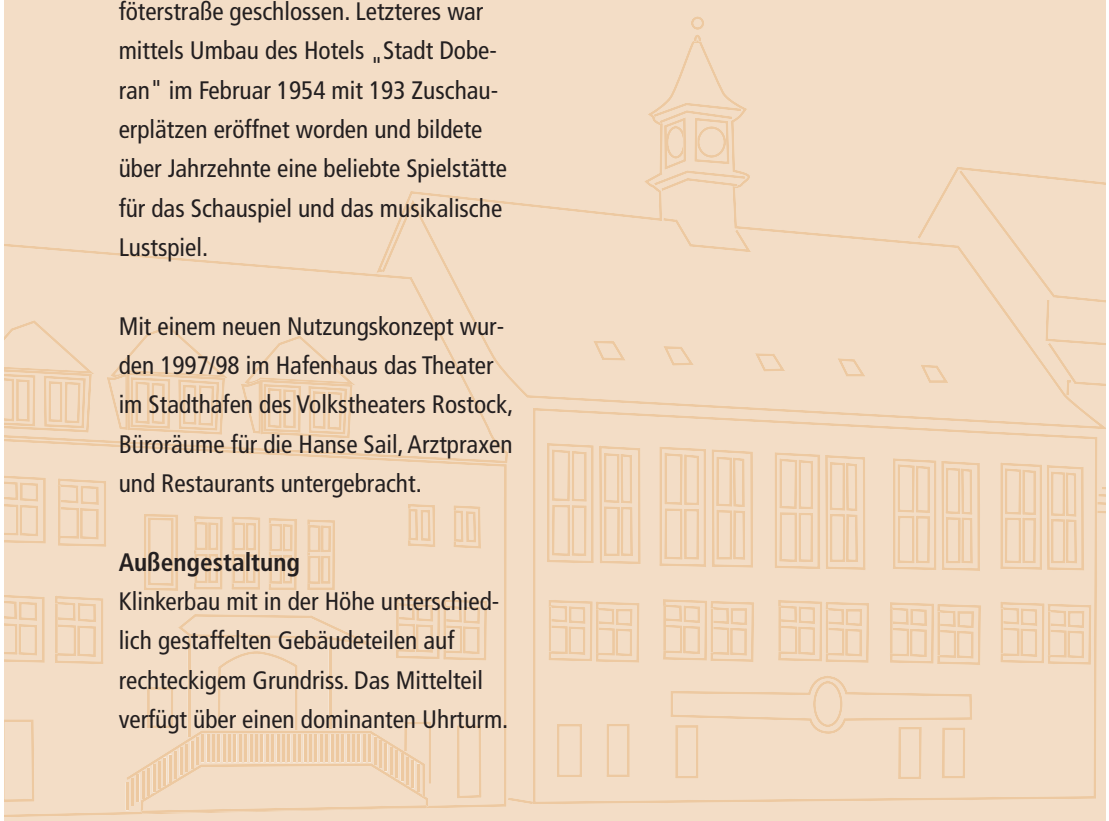 föterstraße geschlossen. Letzteres war
mittels Umbau des Hotels „Stadt Dobe-
ran" im Februar 1954 mit 193 Zuschau-
erplätzen eröffnet worden und bildete
über Jahrzehnte eine beliebte Spielstätte
für das Schauspiel und das musikalische
Lustspiel.
Mit einem neuen Nutzungskonzept wur-
den 1997/98 im Hafenhaus das Theater
im Stadthafen des Volkstheaters Rostock,
Büroräume für die Hanse Sail, Arztpraxen
und Restaurants untergebracht.
Außengestaltung
Klinkerbau mit in der Höhe unterschied-
lich gestaffelten Gebäudeteilen auf
rechteckigem Grundriss. Das Mittelteil
verfügt über einen dominanten Uhrturm.